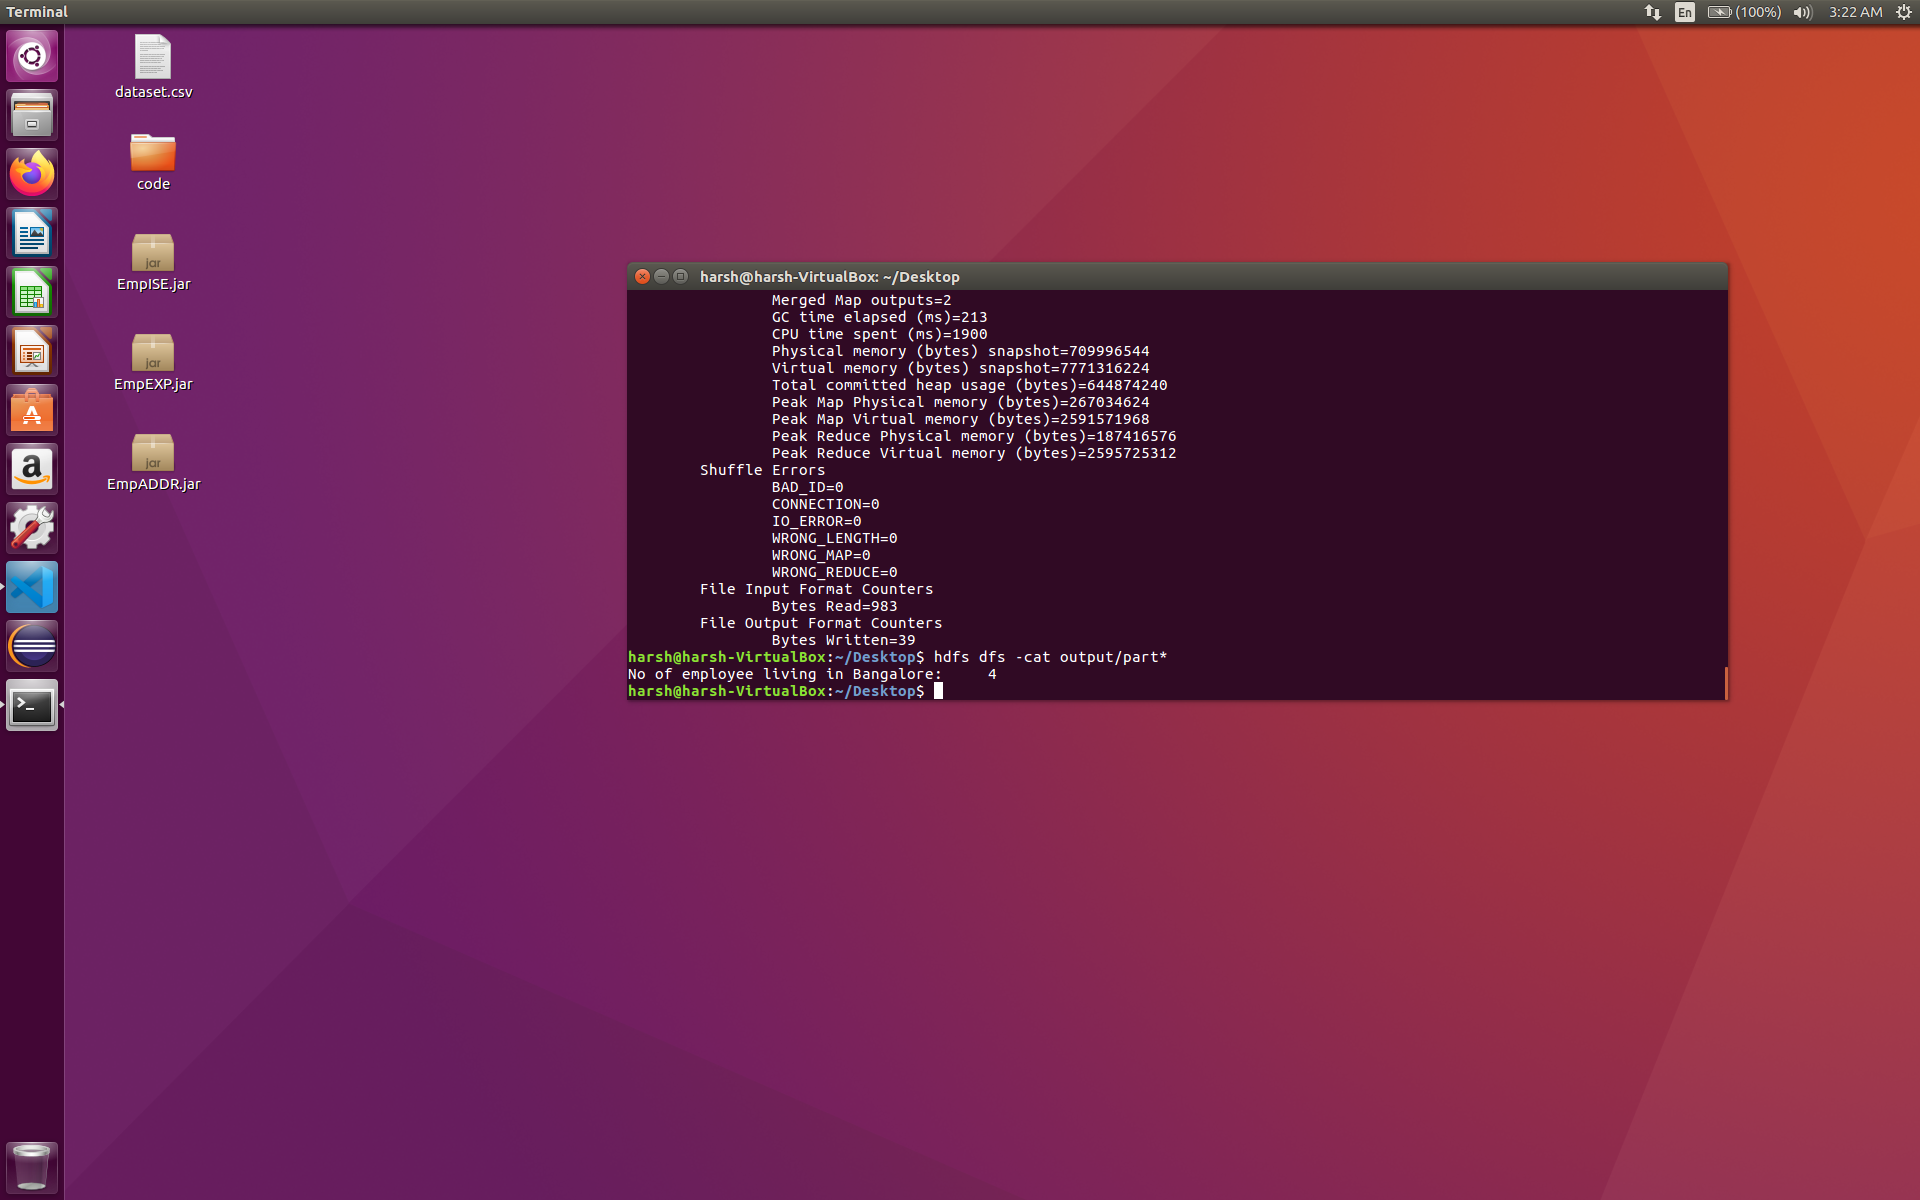 Terminal
En
(100%)
3:22 AM
dataset.csv
code
jar
EmpISE.jar
jar
EmpEXP.jar
jar
EmpADDR.jar
harsh@harsh-VirtualBox: ~/Desktop
Merged Map outputs=2
GC time elapsed (ms)=213
CPU time spent (ms)=1900
Physical memory (bytes) snapshot=709996544
Virtual memory (bytes) snapshot=7771316224
Total committed heap usage (bytes)=644874240
Peak Map Physical memory (bytes)=267034624
Peak Map Virtual memory (bytes)=2591571968
Peak Reduce Physical memory (bytes)=187416576
Peak Reduce Virtual memory (bytes)=2595725312
Shuffle Errors
BAD_ID=0
CONNECTION=0
IO_ERROR=0
WRONG_LENGTH=0
WRONG_MAP=0
WRONG_REDUCE=0
File Input Format Counters
Bytes Read=983
File Output Format Counters
Bytes Written=39
harsh@harsh-VirtualBox:~/Desktop$ hdfs dfs -cat output/part*
No of employee living in Bangalore:     4
harsh@harsh-VirtualBox:~/Desktop$